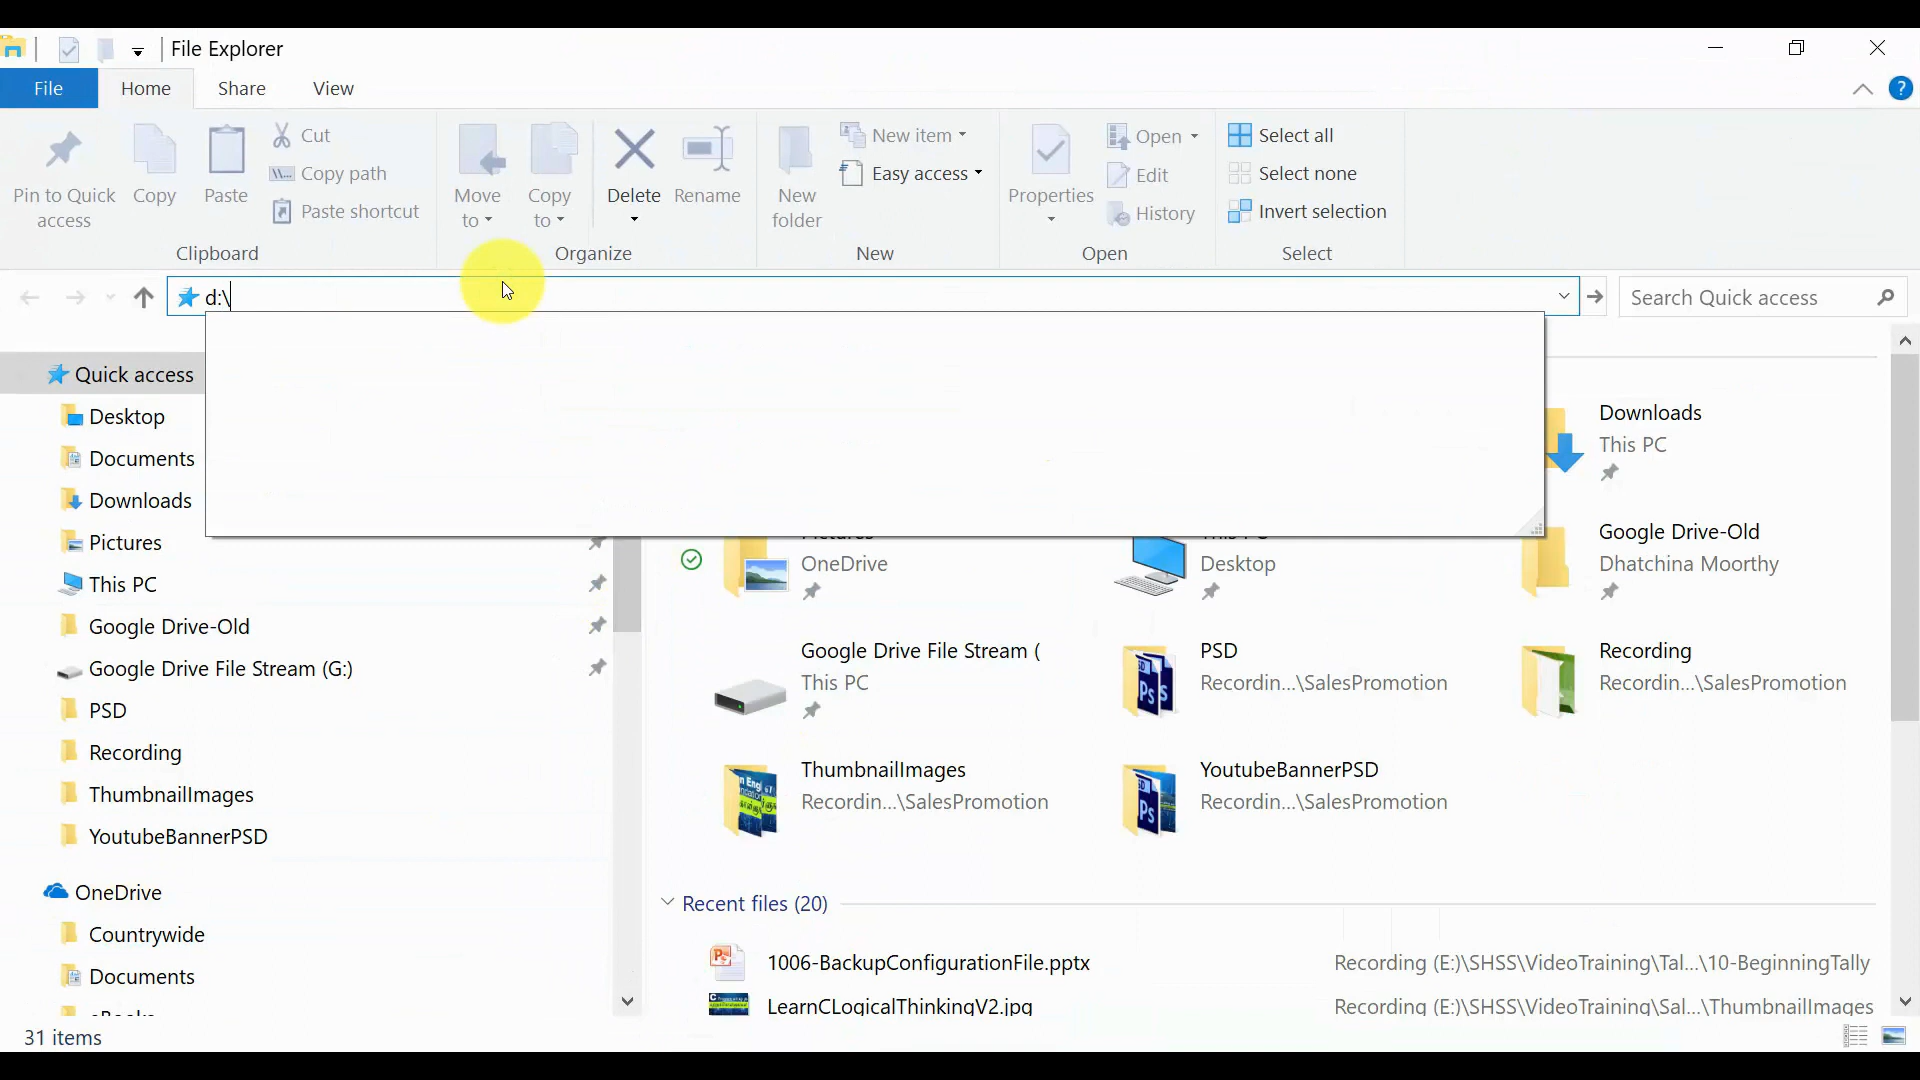 File Explorer
File Home Share View
Pin to Quick access
Copy
Paste
Cut
Copy path
Paste shortcut
Clipboard
Move to
Copy to
Delete
Rename
Organize
New folder
New item
Easy access
New
Properties
Open
Edit
History
Open
Select all
Select none
Invert selection
Select
d:\
Search Quick access
Quick access
Desktop
Documents
Downloads
Pictures
This PC
Google Drive-Old
Google Drive File Stream (G:)
PSD
Recording
ThumbnailImages
YoutubeBannerPSD
OneDrive
Countrywide
Documents
Downloads
This PC
Pictures
OneDrive
This PC
Desktop
Google Drive-Old
Dhatchina Moorthy
Google Drive File Stream (
This PC
PSD
Recordin...\SalesPromotion
Recording
Recordin...\SalesPromotion
ThumbnailImages
Recordin...\SalesPromotion
YoutubeBannerPSD
Recordin...\SalesPromotion
Recent files (20)
1006-BackupConfigurationFile.pptx Recording (E:)\SHSS\VideoTraining\Tal...\10-BeginningTally
LearnCLogicalThinkingV2.jpg Recording (E:)\SHSS\VideoTraining\Sal...\ThumbnailImages
31 items